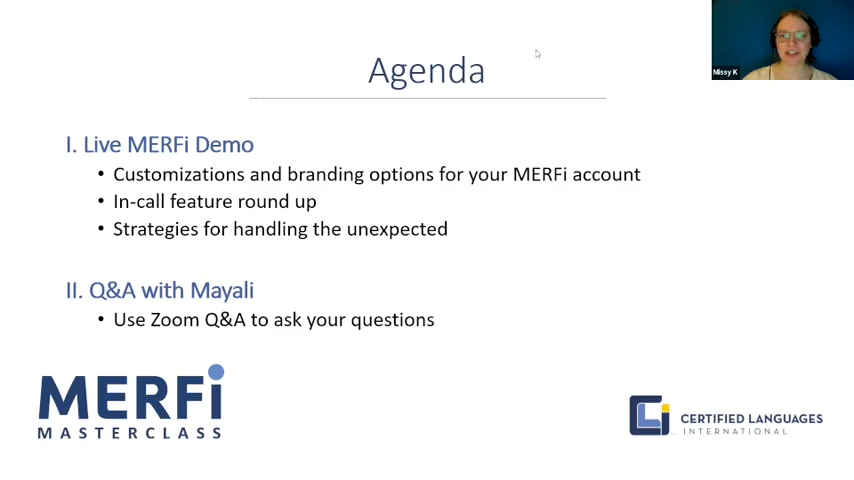 Agenda
Missy K
I. Live MERFi Demo
• Customizations and branding options for your MERFi account
• In-call feature round up
• Strategies for handling the unexpected
II. Q&A with Mayali
• Use Zoom Q&A to ask your questions
MERFi
MASTERCLASS
CERTIFIED LANGUAGES
INTERNATIONAL